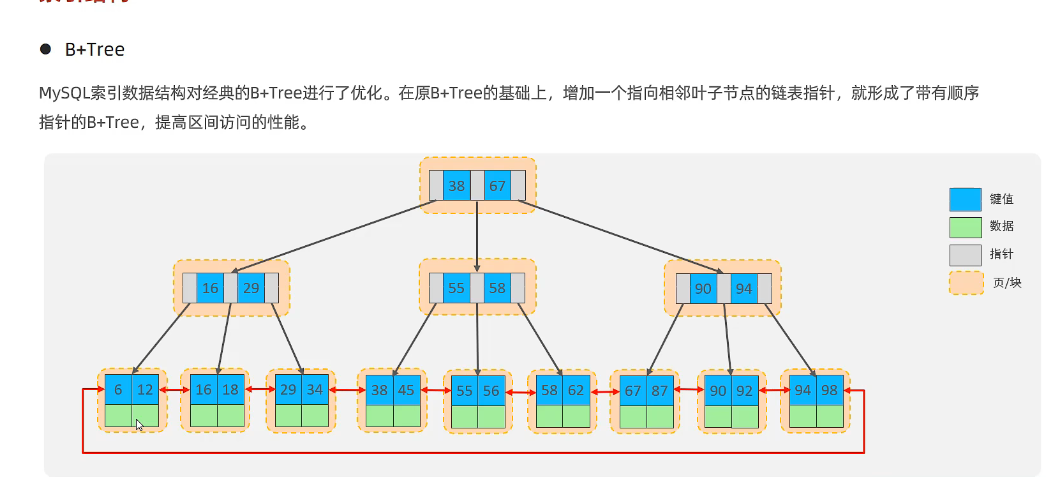 B+Tree
MySQL索引数据结构对经典的B+Tree进行了优化。在原B+Tree的基础上，增加一个指向相邻叶子节点的链表指针，就形成了带有顺序
指针的B+Tree，提高区间访问的性能。
38 67
键值
数据
指针
页/块
16 29
55 58
90 94
6 12
16 18
29 34
38 45
55 56
58 62
67 87
90 92
94 98